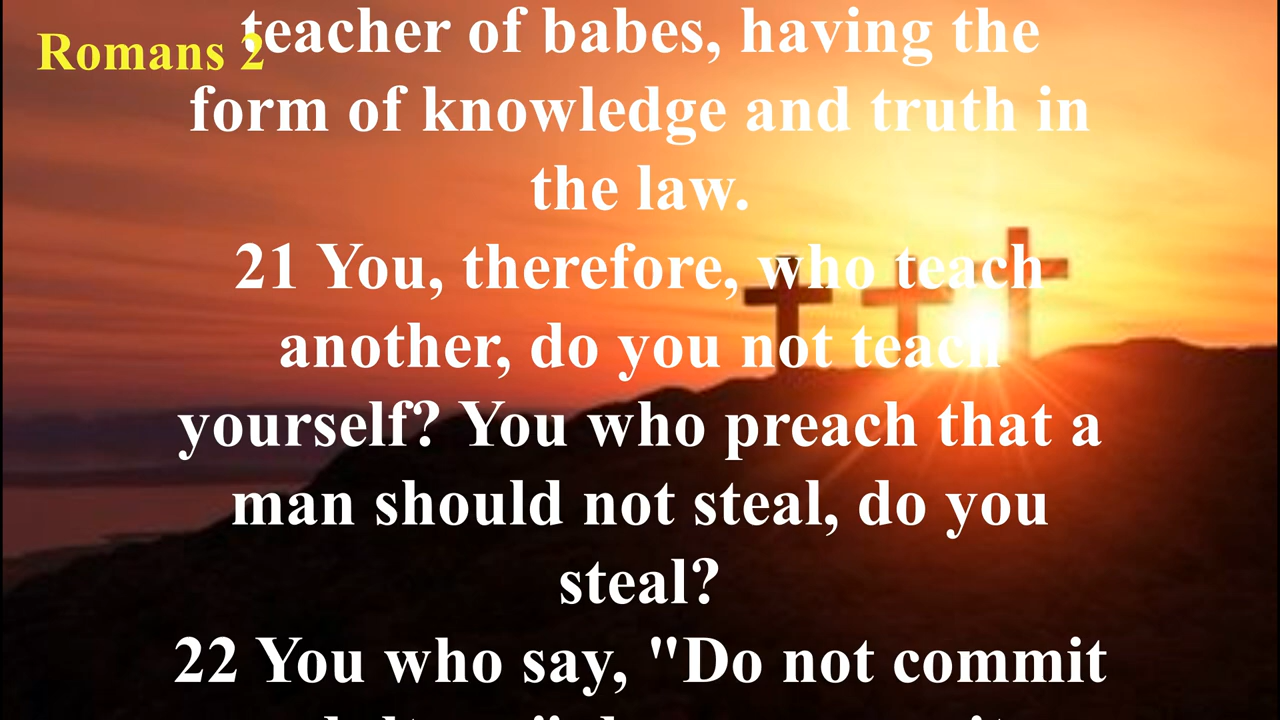 Romans 2
teacher of babes, having the
form of knowledge and truth in
the law.
21 You, therefore, who teach
another, do you not teach
yourself? You who preach that a
man should not steal, do you
steal?
22 You who say, "Do not commit